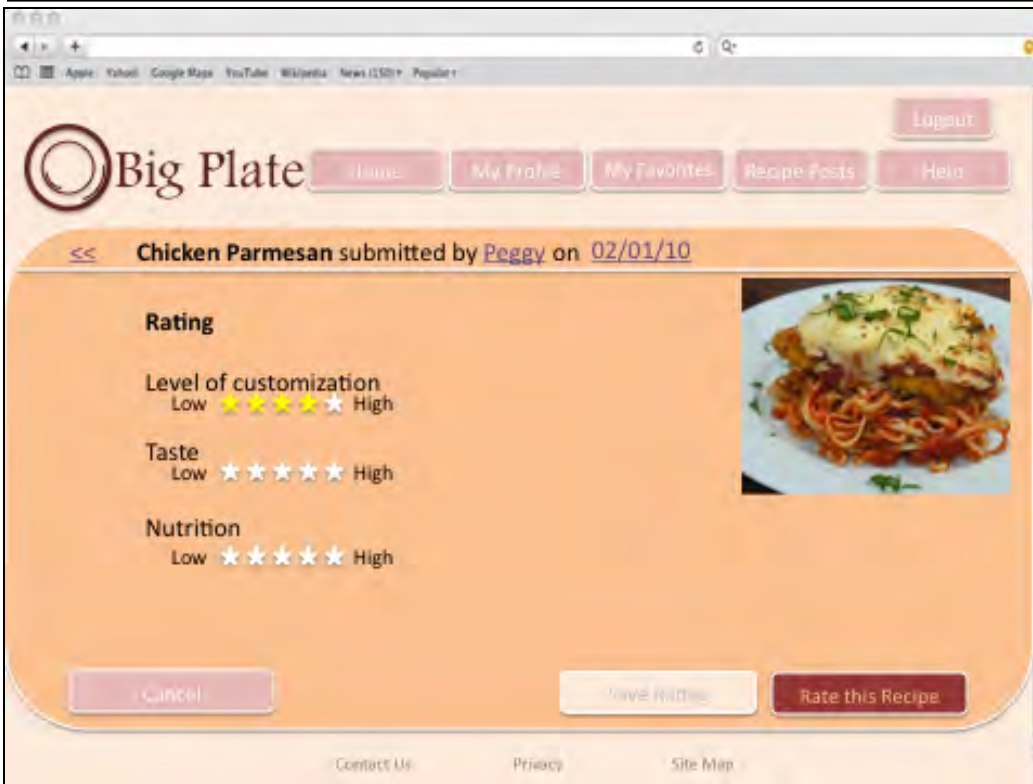 Apple Yahoo! Google Maps YouTube Wikipedia News (150) Popular
Logout
Big Plate
Home My Profile My Favorites Recipe Posts Help
<< Chicken Parmesan submitted by Peggy on 02/01/10
Rating
Level of customization
Low High
Taste
Low High
Nutrition
Low High
Cancel Save Rating Rate this Recipe
Contact Us Privacy Site Map